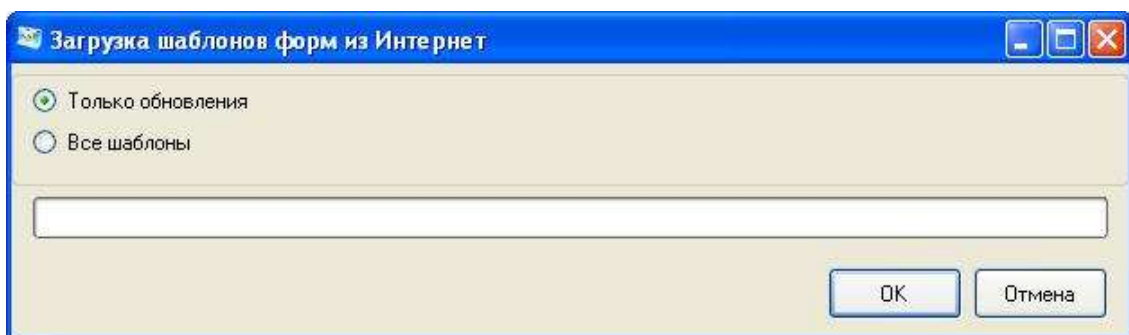 Загрузка шаблонов форм из Интернет
Только обновления
Все шаблоны
OK
Отмена